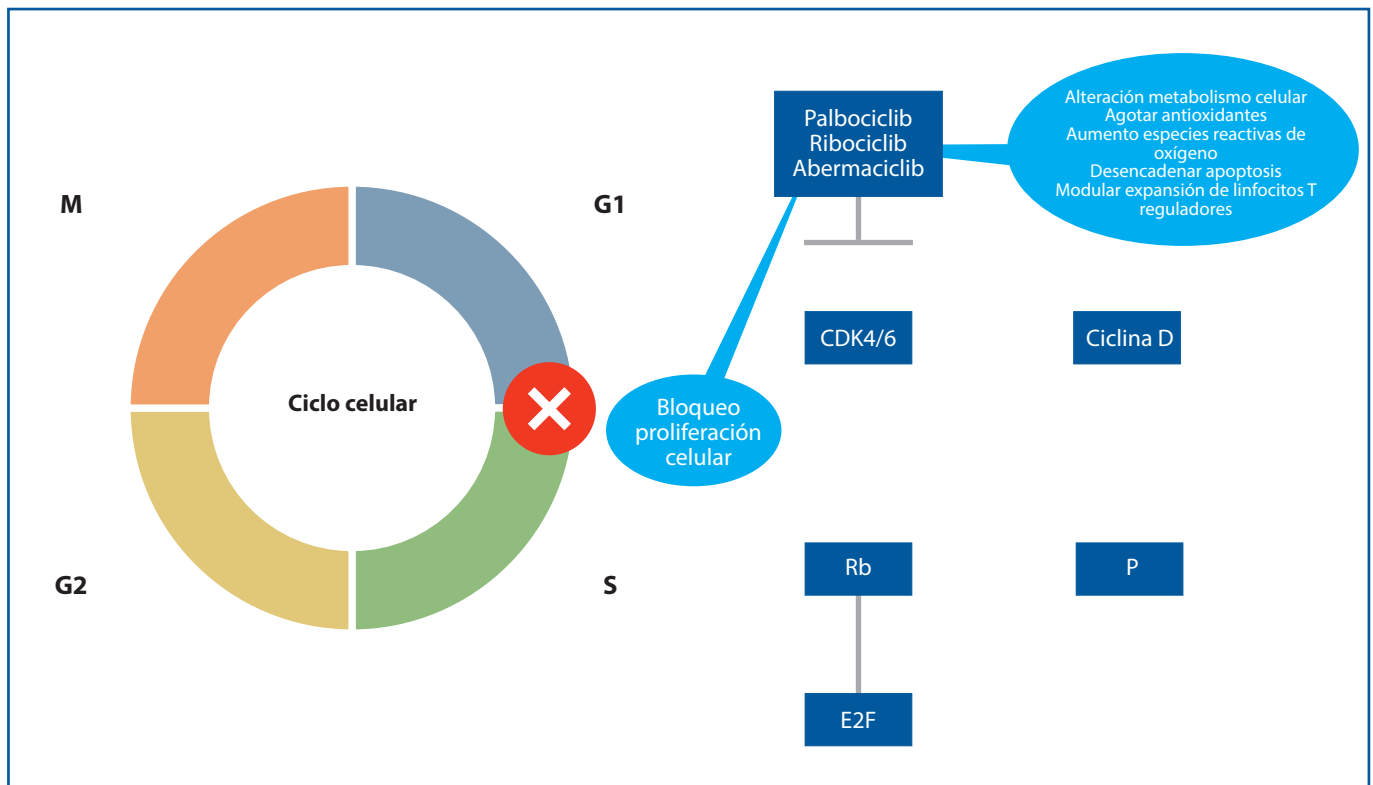 M
G1
Ciclo celular
G2
S
Palbociclib
Ribociclib
Abermaciclib
Alteración metabolismo celular
Agotar antioxidantes
Aumento especies reactivas de
oxígeno
Desencadenar apoptosis
Modular expansión de linfocitos T
reguladores
Bloqueo
proliferación
celular
CDK4/6
Ciclina D
Rb
P
E2F